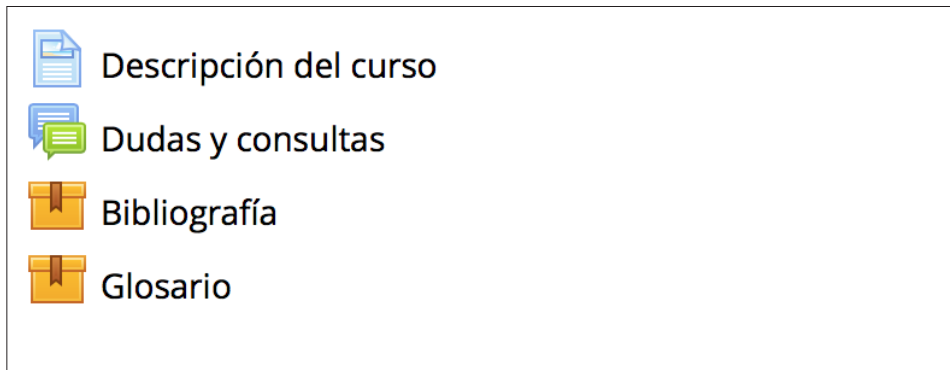 Descripción del curso
Dudas y consultas
Bibliografía
Glosario